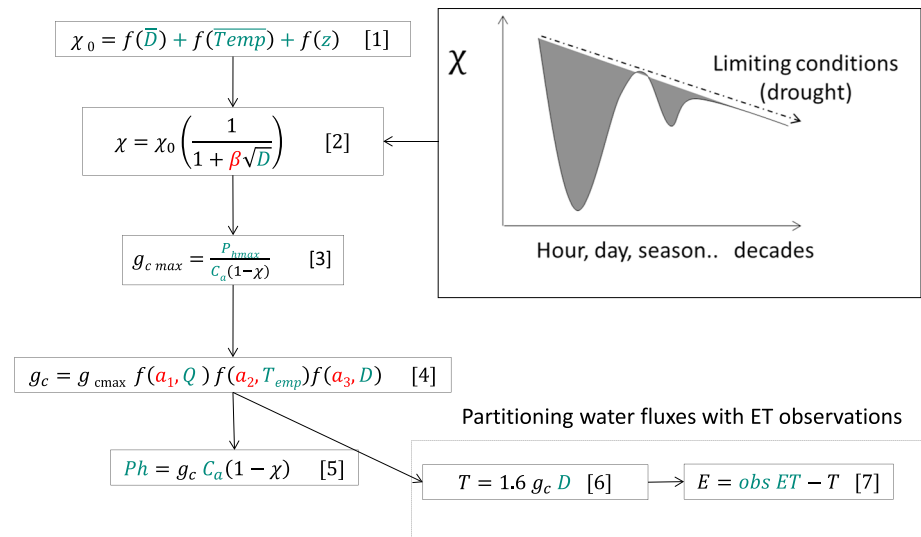 χ₀ = f(D̅) + f(T̅e̅m̅p̅) + f(z) [1]
χ = χ₀ (1 / (1 + β√D)) [2]
g_c max = P_hmax / C_a(1−χ) [3]
g_c = g_cmax f(a₁, Q) f(a₂, T_emp) f(a₃, D) [4]
Ph = g_c C_a(1 − χ) [5]
χ
Limiting conditions
(drought)
Hour, day, season.. decades
Partitioning water fluxes with ET observations
T = 1.6 g_c D [6]
E = obs ET − T [7]